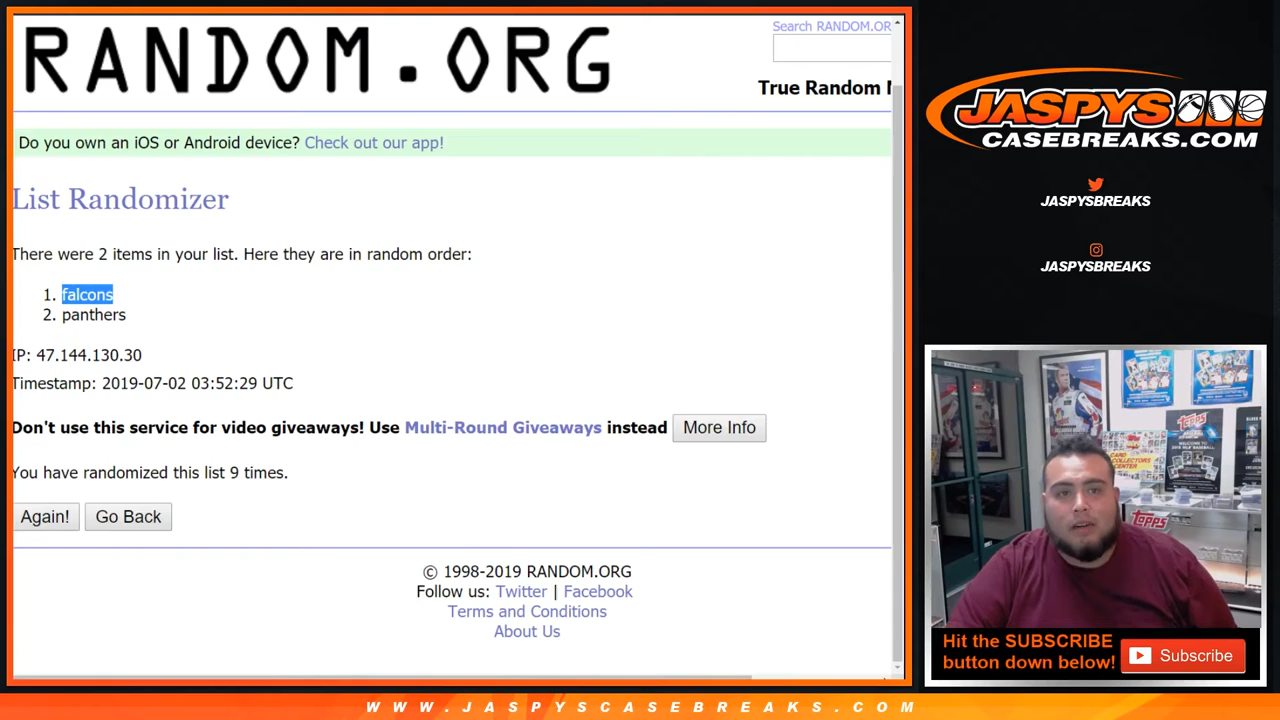 RANDOM.ORG
Search RANDOM.OR
True Random N
Do you own an iOS or Android device? Check out our app!
List Randomizer
There were 2 items in your list. Here they are in random order:
1. falcons
2. panthers
IP: 47.144.130.30
Timestamp: 2019-07-02 03:52:29 UTC
Don't use this service for video giveaways! Use Multi-Round Giveaways instead More Info
You have randomized this list 9 times.
Again! Go Back
© 1998-2019 RANDOM.ORG
Follow us: Twitter | Facebook
Terms and Conditions
About Us
JASPYS
CASEBREAKS.COM
JASPYSBREAKS
JASPYSBREAKS
TOPPS
CARD
COLLECTORS
CENTER
TOPPS
Hit the SUBSCRIBE
button down below!
Subscribe
WWW.JASPYSCASEBREAKS.COM